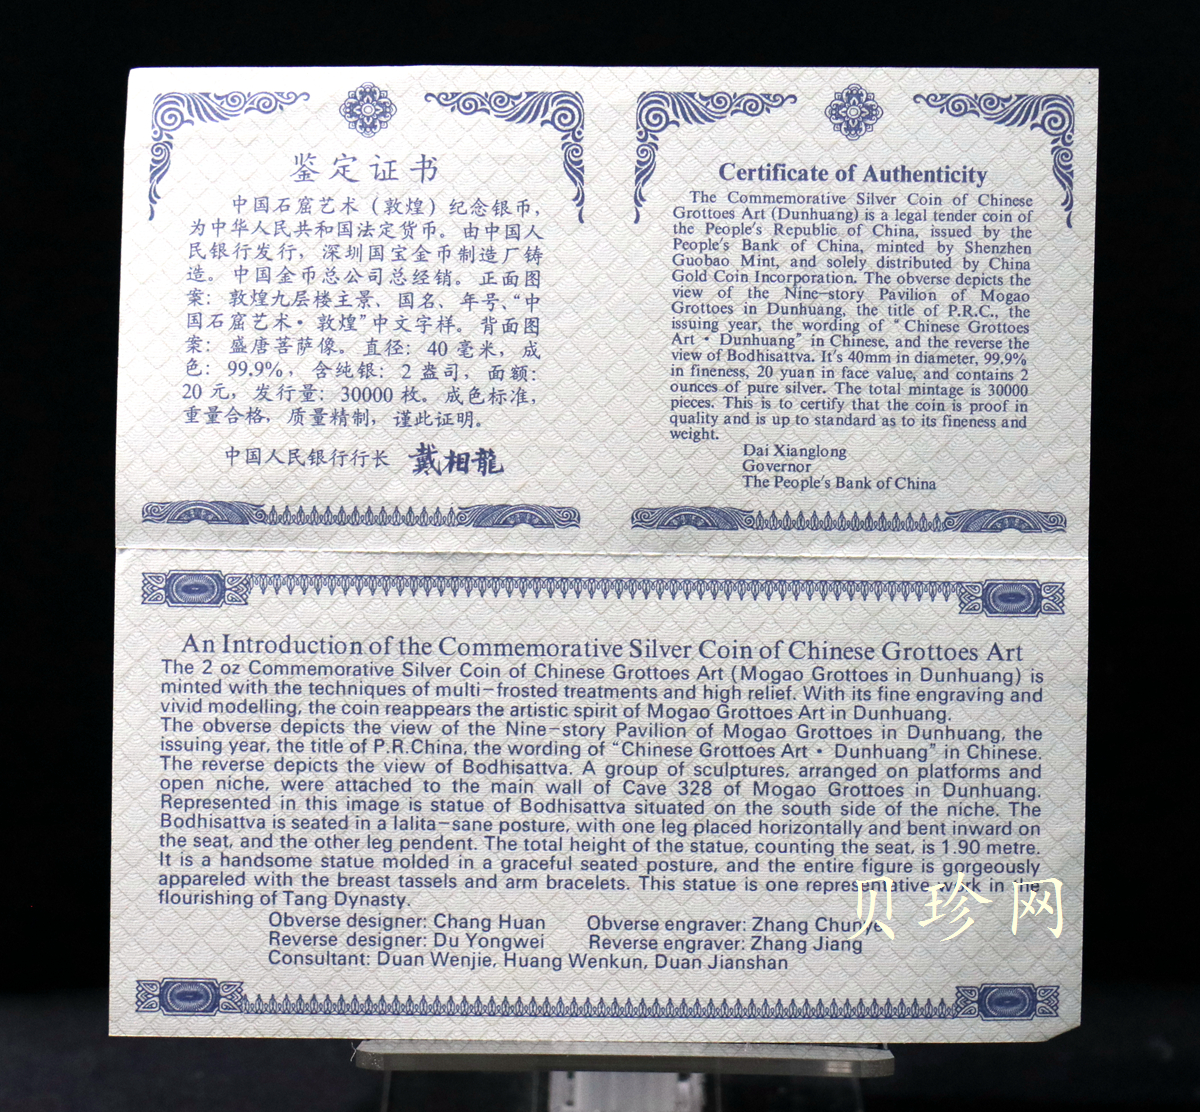 鉴定证书
中国石窟艺术（敦煌）纪念银币，
为中华人民共和国法定货币。由中国人
民银行发行，深圳国宝金币制造厂铸
造。中国金币总公司总经销。正面图
案：敦煌九层楼主景、国名、年号、“中
国石窟艺术·敦煌”中文字样。背面图
案：盛唐菩萨像。直径：40毫米，成
色：99.9%，含纯银：2盎司，面额：
20元，发行量：30000枚。成色标准，
重量合格，质量精制，谨此证明。
中国人民银行行长 戴相龍
Certificate of Authenticity
The Commemorative Silver Coin of Chinese
Grottoes Art (Dunhuang) is a legal tender coin of
the People's Republic of China, issued by the
People's Bank of China, minted by Shenzhen
Guobao Mint, and solely distributed by China
Gold Coin Incorporation. The obverse depicts the
view of the Nine-story Pavilion of Mogao
Grottoes in Dunhuang, the title of P.R.C., the
issuing year, the wording of “Chinese Grottoes
Art · Dunhuang” in Chinese, and the reverse the
view of Bodhisattva. It's 40mm in diameter, 99.9%
in fineness, 20 yuan in face value, and contains 2
ounces of pure silver. The total mintage is 30000
pieces. This is to certify that the coin is proof in
quality and is up to standard as to its fineness and
weight.
Dai Xianglong
Governor
The People's Bank of China
An Introduction of the Commemorative Silver Coin of Chinese Grottoes Art
The 2 oz Commemorative Silver Coin of Chinese Grottoes Art (Mogao Grottoes in Dunhuang) is
minted with the techniques of multi-frosted treatments and high relief. With its fine engraving and
vivid modelling, the coin reappears the artistic spirit of Mogao Grottoes Art in Dunhuang.
The obverse depicts the view of the Nine-story Pavilion of Mogao Grottoes in Dunhuang, the
issuing year, the title of P.R.China, the wording of “Chinese Grottoes Art · Dunhuang” in Chinese.
The reverse depicts the view of Bodhisattva. A group of sculptures, arranged on platforms and
open niche, were attached to the main wall of Cave 328 of Mogao Grottoes in Dunhuang.
Represented in this image is statue of Bodhisattva situated on the south side of the niche. The
Bodhisattva is seated in a lalita-sane posture, with one leg placed horizontally and bent inward on
the seat, and the other leg pendent. The total height of the statue, counting the seat, is 1.90 metre.
It is a handsome statue molded in a graceful seated posture, and the entire figure is gorgeously
appareled with the breast tassels and arm bracelets. This statue is one representative work in the
flourishing of Tang Dynasty.
Obverse designer: Chang Huan Obverse engraver: Zhang Chunye
Reverse designer: Du Yongwei Reverse engraver: Zhang Jiang
Consultant: Duan Wenjie, Huang Wenkun, Duan Jianshan
贝珍网